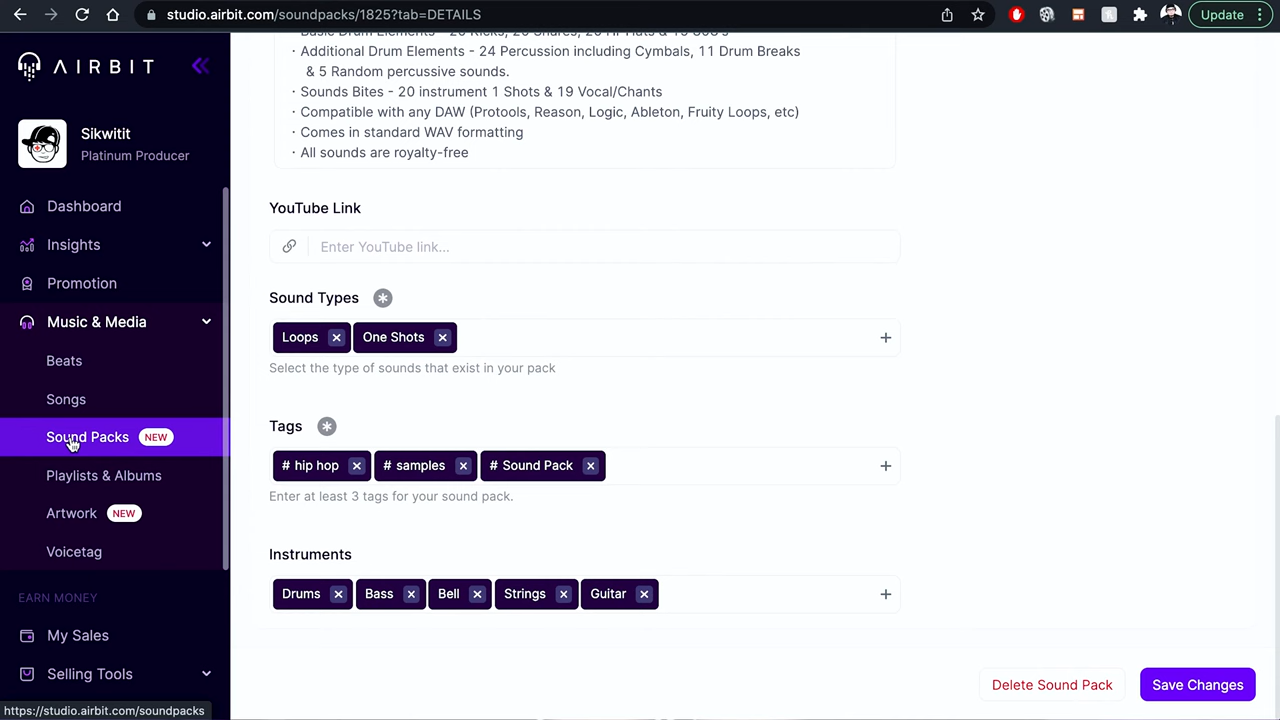 studio.airbit.com/soundpacks/1825?tab=DETAILS
Update
AIRBIT
Sikwitit
Platinum Producer
Dashboard
Insights
Promotion
Music & Media
Beats
Songs
Sound Packs NEW
Playlists & Albums
Artwork NEW
Voicetag
EARN MONEY
My Sales
Selling Tools
https://studio.airbit.com/soundpacks
· Additional Drum Elements - 24 Percussion including Cymbals, 11 Drum Breaks
& 5 Random percussive sounds.
· Sounds Bites - 20 instrument 1 Shots & 19 Vocal/Chants
· Compatible with any DAW (Protools, Reason, Logic, Ableton, Fruity Loops, etc)
· Comes in standard WAV formatting
· All sounds are royalty-free
YouTube Link
Enter YouTube link...
Sound Types
Loops
One Shots
Select the type of sounds that exist in your pack
Tags
# hip hop
# samples
# Sound Pack
Enter at least 3 tags for your sound pack.
Instruments
Drums
Bass
Bell
Strings
Guitar
Delete Sound Pack
Save Changes